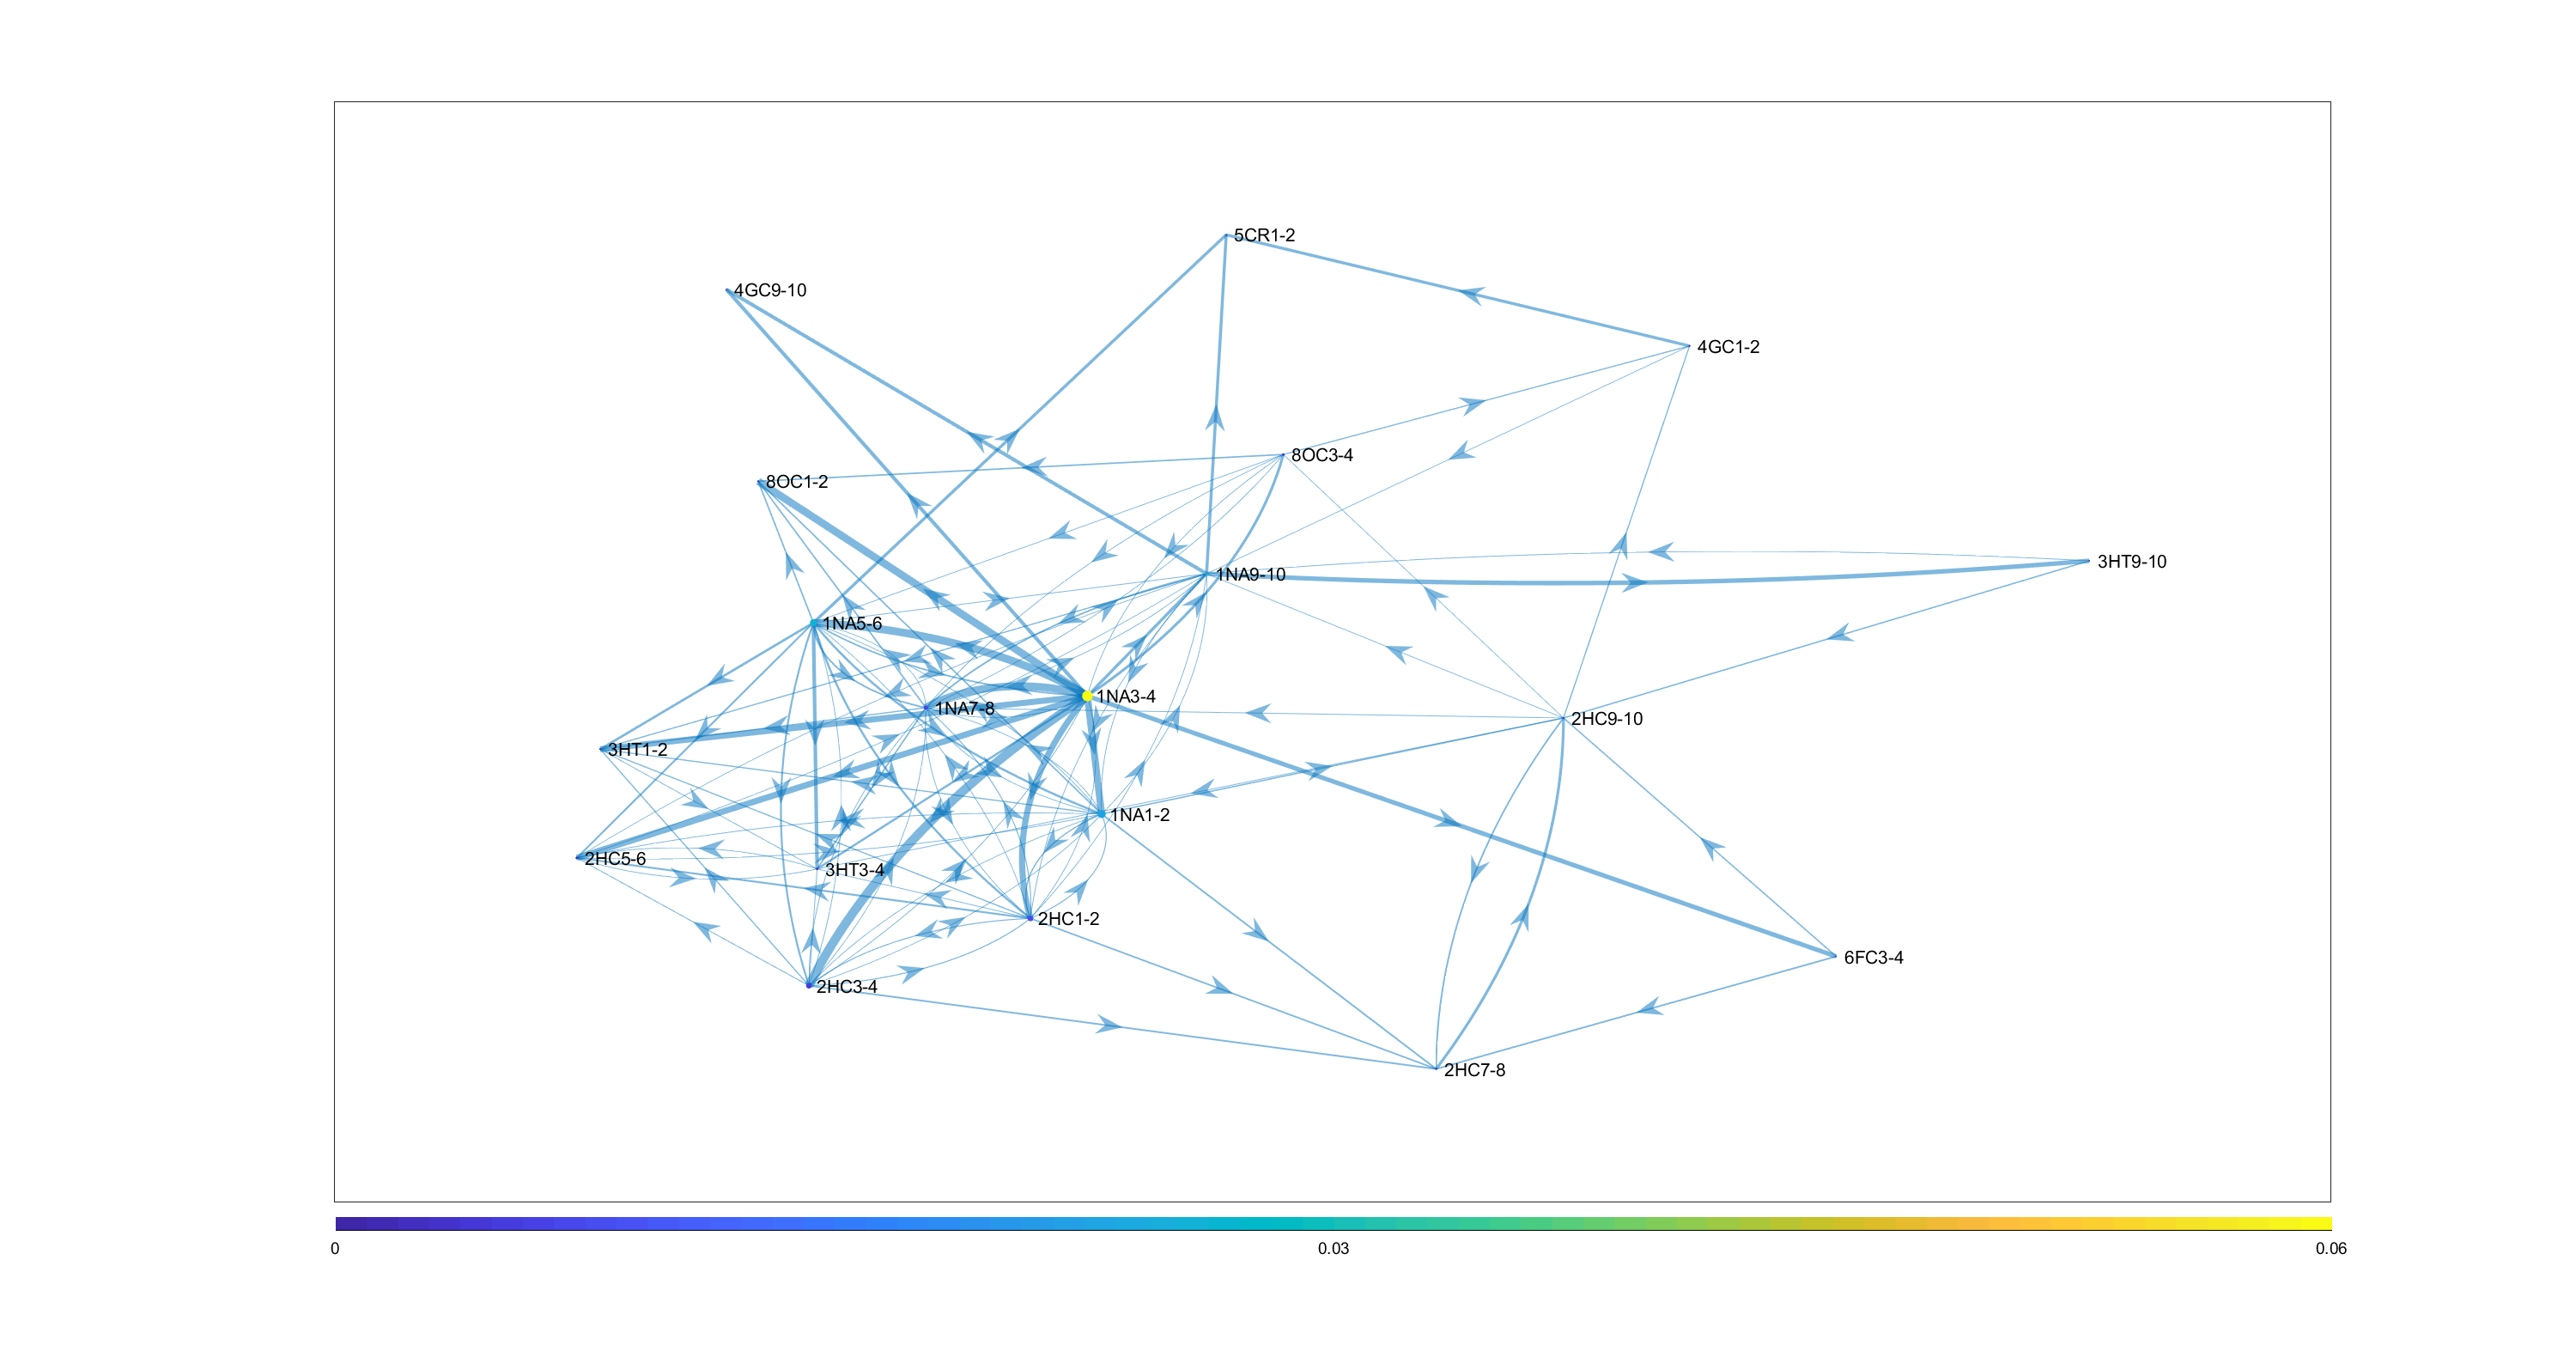 5CR1-2
4GC9-10
4GC1-2
8OC3-4
8OC1-2
3HT9-10
1NA9-10
1NA5-6
1NA3-4
1NA7-8
2HC9-10
3HT1-2
1NA1-2
2HC5-6
3HT3-4
2HC1-2
6FC3-4
2HC3-4
2HC7-8
0
0.03
0.06